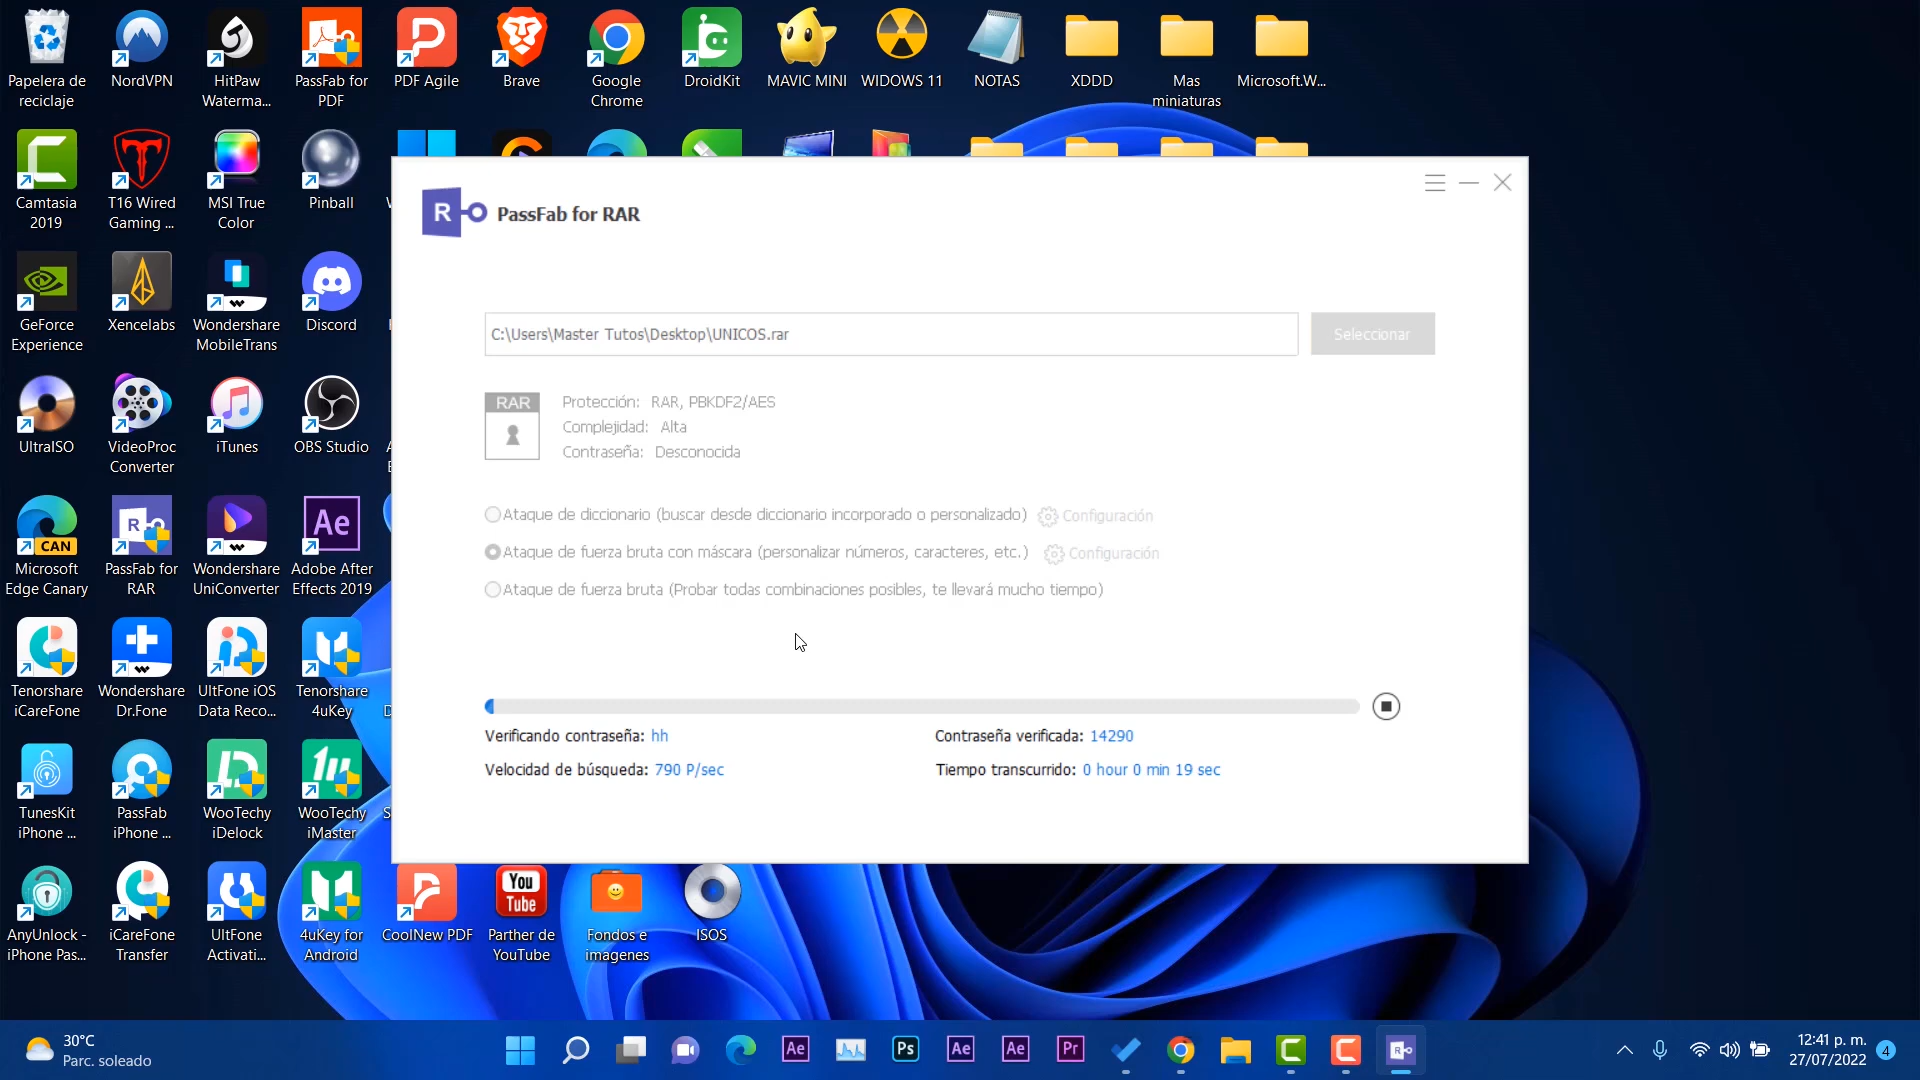 Papelera de
reciclaje
NordVPN
HitPaw
Waterma...
PassFab for
PDF
PDF Agile
Brave
Google
Chrome
DroidKit
MAVIC MINI
WIDOWS 11
NOTAS
XDDD
Mas
miniaturas
Microsoft.W...
Camtasia
2019
T16 Wired
Gaming ...
MSI True
Color
Pinball
GeForce
Experience
Xencelabs
Wondershare
MobileTrans
Discord
UltraISO
VideoProc
Converter
iTunes
OBS Studio
CAN
Microsoft
Edge Canary
PassFab for
RAR
Wondershare
UniConverter
Ae
Adobe After
Effects 2019
Tenorshare
iCareFone
Wondershare
Dr.Fone
UltFone iOS
Data Reco...
Tenorshare
4uKey
TunesKit
iPhone ...
PassFab
iPhone ...
WooTechy
iDelock
WooTechy
iMaster
AnyUnlock -
iPhone Pas...
iCareFone
Transfer
UltFone
Activati...
4uKey for
Android
CoolNew PDF
You
Tube
Parther de
YouTube
Fondos e
imagenes
ISOS
R
PassFab for RAR
C:\Users\Master Tutos\Desktop\UNICOS.rar
Seleccionar
RAR
Protección: RAR, PBKDF2/AES
Complejidad: Alta
Contraseña: Desconocida
Ataque de diccionario (buscar desde diccionario incorporado o personalizado)
Configuración
Ataque de fuerza bruta con máscara (personalizar números, caracteres, etc.)
Configuración
Ataque de fuerza bruta (Probar todas combinaciones posibles, te llevará mucho tiempo)
Verificando contraseña: hh
Contraseña verificada: 14290
Velocidad de búsqueda: 790 P/sec
Tiempo transcurrido: 0 hour 0 min 19 sec
30°C
Parc. soleado
Ae
Ps
Ae
Ae
Pr
12:41 p. m.
27/07/2022
4